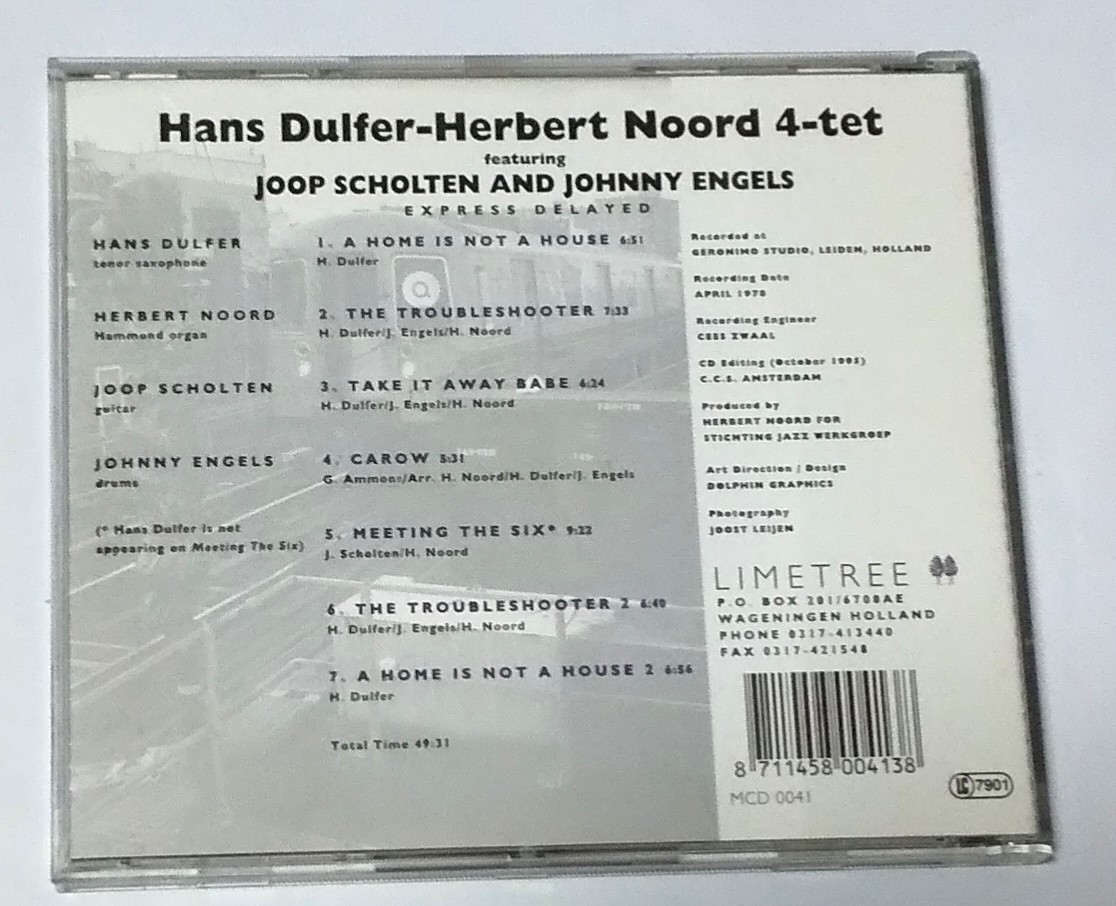 Hans Dulfer-Herbert Noord 4-tet
featuring
JOOP SCHOLTEN AND JOHNNY ENGELS
EXPRESS DELAYED
HANS DULFER
tenor saxophone
HERBERT NOORD
Hammond organ
JOOP SCHOLTEN
guitar
JOHNNY ENGELS
drums
(* Hans Dulfer is not
appearing on Meeting The Six)
1. A HOME IS NOT A HOUSE 6:51
H. Dulfer
2. THE TROUBLESHOOTER 7:33
H. Dulfer/J. Engels/H. Noord
3. TAKE IT AWAY BABE 6:24
H. Dulfer/J. Engels/H. Noord
4. CAROW 5:31
G. Ammons/Arr. H. Noord/H. Dulfer/J. Engels
5. MEETING THE SIX* 9:22
J. Scholten/H. Noord
6. THE TROUBLESHOOTER 2 6:40
H. Dulfer/J. Engels/H. Noord
7. A HOME IS NOT A HOUSE 2 6:56
H. Dulfer
Total Time 49:31
Recorded at
GERONIMO STUDIO, LEIDEN, HOLLAND
Recording Date
APRIL 1970
Recording Engineer
CEES ZWAAL
CD Editing (October 1995)
C.C.S. AMSTERDAM
Produced by
HERBERT NOORD FOR
STICHTING JAZZ WERKGROEP
Art Direction / Design
DOLPHIN GRAPHICS
Photography
JOOST LEIJEN
LIMETREE
P.O. BOX 201/6700AE
WAGENINGEN HOLLAND
PHONE 0317-413440
FAX 0317-421548
8 711458 004138
MCD 0041
LC 7901